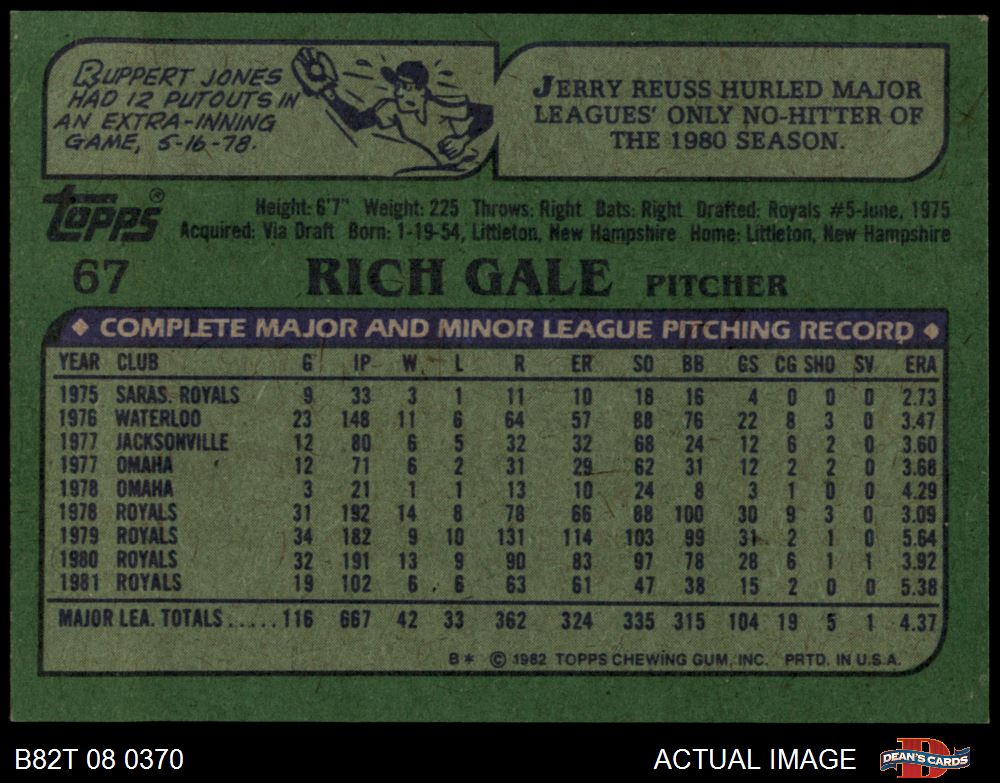 RUPPERT JONES
HAD 12 PUTOUTS IN
AN EXTRA-INNING
GAME, 5-16-78.
JERRY REUSS HURLED MAJOR
LEAGUES' ONLY NO-HITTER OF
THE 1980 SEASON.
topps®
Height: 6'7" Weight: 225 Throws: Right Bats: Right Drafted: Royals #5-June, 1975
Acquired: Via Draft Born: 1-19-54, Littleton, New Hampshire Home: Littleton, New Hampshire
67 RICH GALE PITCHER
◆ COMPLETE MAJOR AND MINOR LEAGUE PITCHING RECORD ◆
YEAR CLUB G IP W L R ER SO BB GS CG SHO SV ERA
1975 SARAS. ROYALS 9 33 3 1 11 10 18 16 4 0 0 0 2.73
1976 WATERLOO 23 148 11 6 64 57 88 76 22 8 3 0 3.47
1977 JACKSONVILLE 12 80 6 5 32 32 68 24 12 6 2 0 3.60
1977 OMAHA 12 71 6 2 31 29 62 31 12 2 2 0 3.68
1978 OMAHA 3 21 1 1 13 10 24 8 3 1 0 0 4.29
1978 ROYALS 31 192 14 8 78 66 88 100 30 9 3 0 3.09
1979 ROYALS 34 182 9 10 131 114 103 99 31 2 1 0 5.64
1980 ROYALS 32 191 13 9 90 83 97 78 28 6 1 1 3.92
1981 ROYALS 19 102 6 6 63 61 47 38 15 2 0 0 5.38
MAJOR LEA. TOTALS.....116 667 42 33 362 324 335 315 104 19 5 1 4.37
B* © 1982 TOPPS CHEWING GUM, INC. PRTD. IN U.S.A.
B82T 08 0370
ACTUAL IMAGE
DEAN'S CARDS